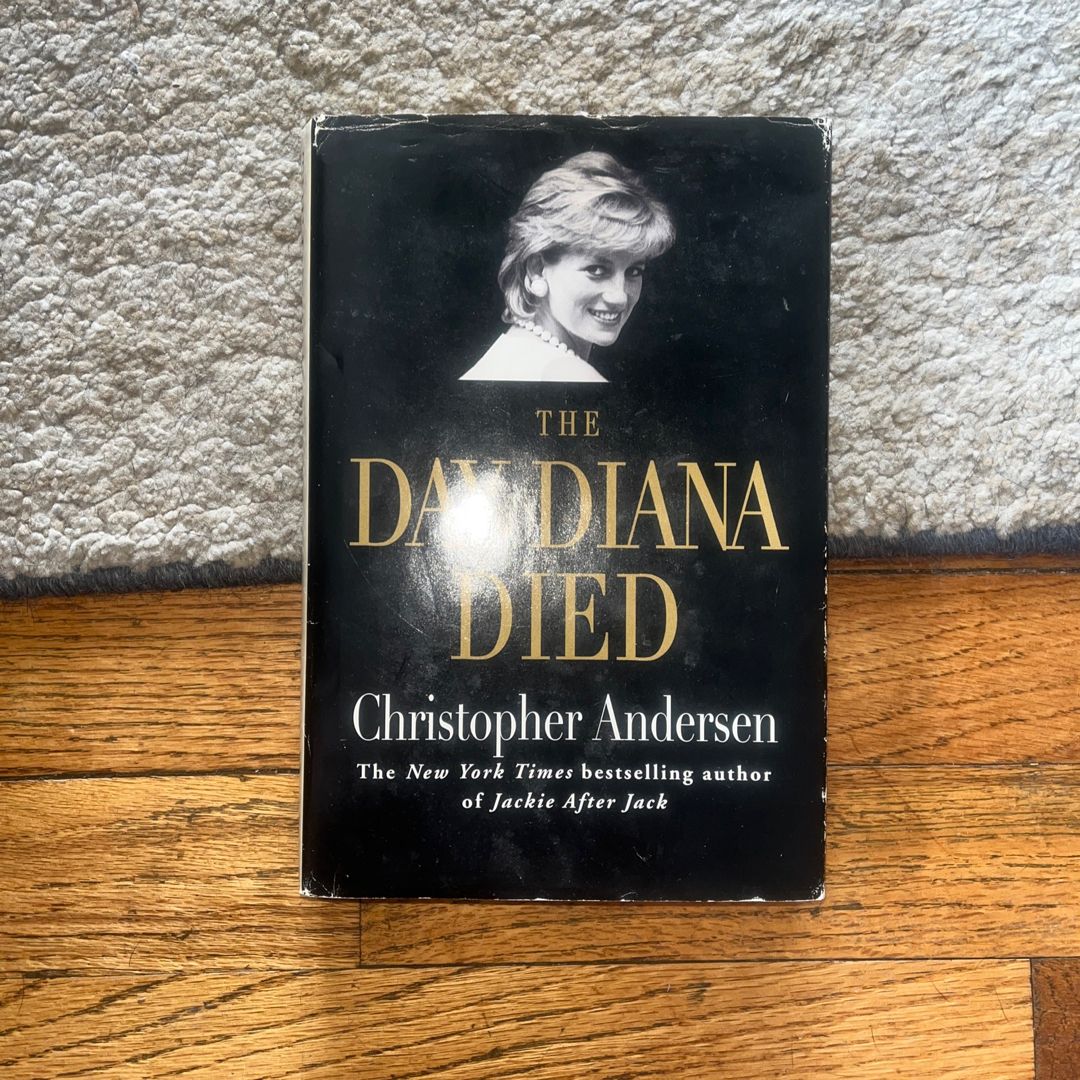 THE
DAY DIANA
DIED
Christopher Andersen
The New York Times bestselling author
of Jackie After Jack